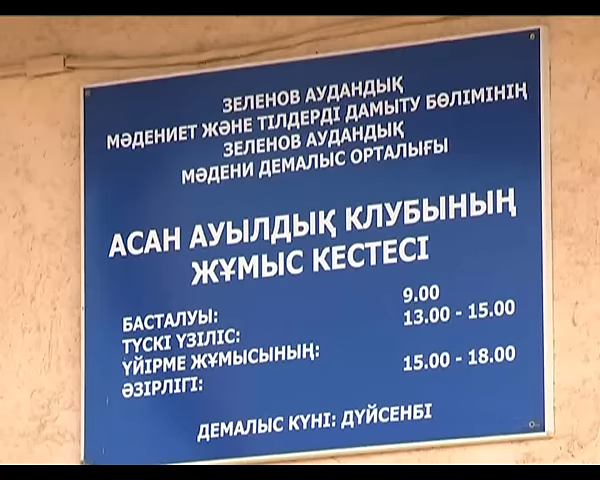 ЗЕЛЕНОВ АУДАНДЫҚ
МӘДЕНИЕТ ЖӘНЕ ТІЛДЕРДІ ДАМЫТУ БӨЛІМІНІҢ
ЗЕЛЕНОВ АУДАНДЫҚ
МӘДЕНИ ДЕМАЛЫС ОРТАЛЫҒЫ
АСАН АУЫЛДЫҚ КЛУБЫНЫҢ
ЖҰМЫС КЕСТЕСІ
БАСТАЛУЫ: 9.00
ТҮСКІ ҮЗІЛІС: 13.00 - 15.00
ҮЙІРМЕ ЖҰМЫСЫНЫҢ:
ӘЗІРЛІГІ: 15.00 - 18.00
ДЕМАЛЫС КҮНІ: ДҮЙСЕНБІ